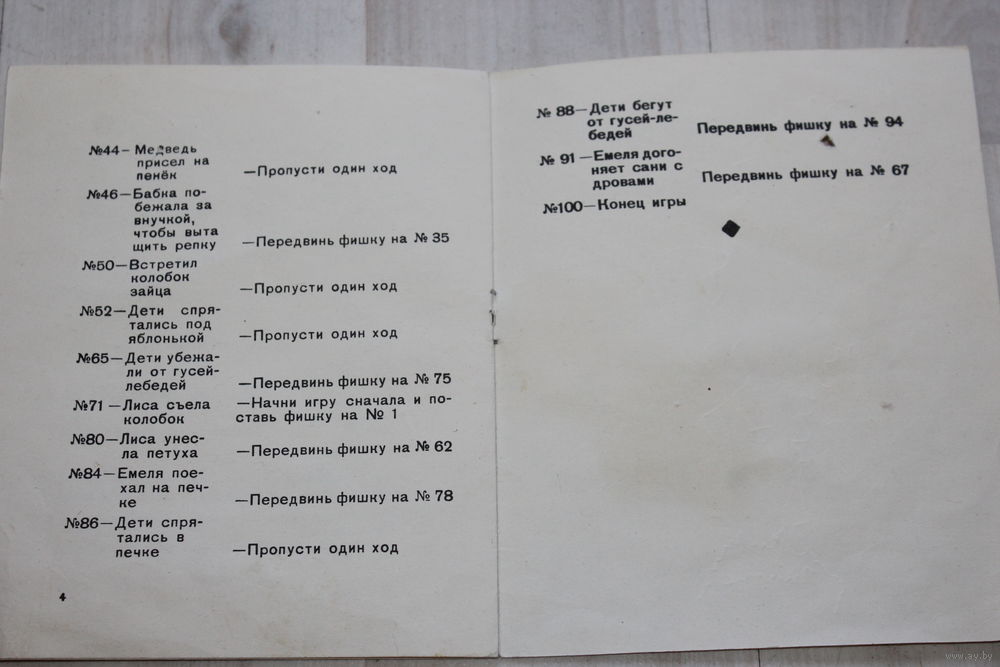 №44— Медведь
присел на
пенёк —Пропусти один ход
№46—Бабка по-
бежала за
внучкой,
чтобы выта
щить репку —Передвинь фишку на № 35
№50—Встретил
колобок
зайца —Пропусти один ход
№52—Дети спря-
тались под
яблонькой —Пропусти один ход
№65—Дети убежа-
ли от гусей-
лебедей —Передвинь фишку на № 75
№71 —Лиса съела —Начни игру сначала и по-
колобок ставь фишку на № 1
№80—Лиса унес-
ла петуха —Передвинь фишку на № 62
№84—Емеля пое-
хал на печ-
ке —Передвинь фишку на № 78
№86—Дети спря-
тались в
печке —Пропусти один ход
4
№ 88—Дети бегут
от гусей-ле-
бедей Передвинь фишку на № 94
№ 91 —Емеля дого-
няет сани с
дровами Передвинь фишку на № 67
№100—Конец игры
www.ay.by